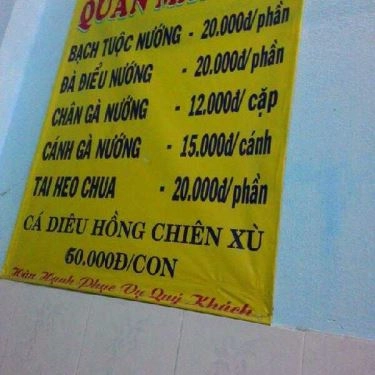 QUÁN
BẠCH TUỘC NƯỚNG - 20.000đ/phần
ĐÀ ĐIỂU NƯỚNG - 20.000đ/phần
CHÂN GÀ NƯỚNG - 12.000đ/ cặp
CÁNH GÀ NƯỚNG - 15.000đ/cánh
TAI HEO CHUA - 20.000đ/phần
CÁ DIÊU HỒNG CHIÊN XÙ
60.000Đ/CON
Hân Hạnh Phục Vụ Quý Khách